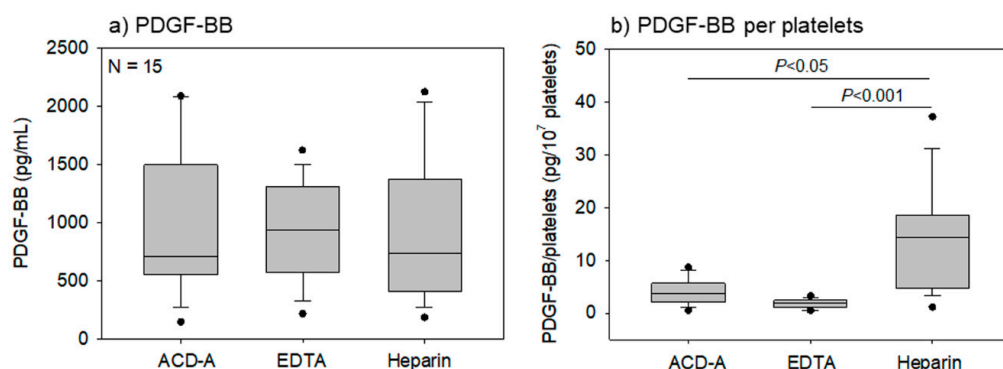 a) PDGF-BB
PDGF-BB (pg/mL)
2500
2000
1500
1000
500
0
N = 15
ACD-A EDTA Heparin
b) PDGF-BB per platelets
PDGF-BB/platelets (pg/10⁷ platelets)
50
40
30
20
10
0
P<0.05
P<0.001
ACD-A EDTA Heparin